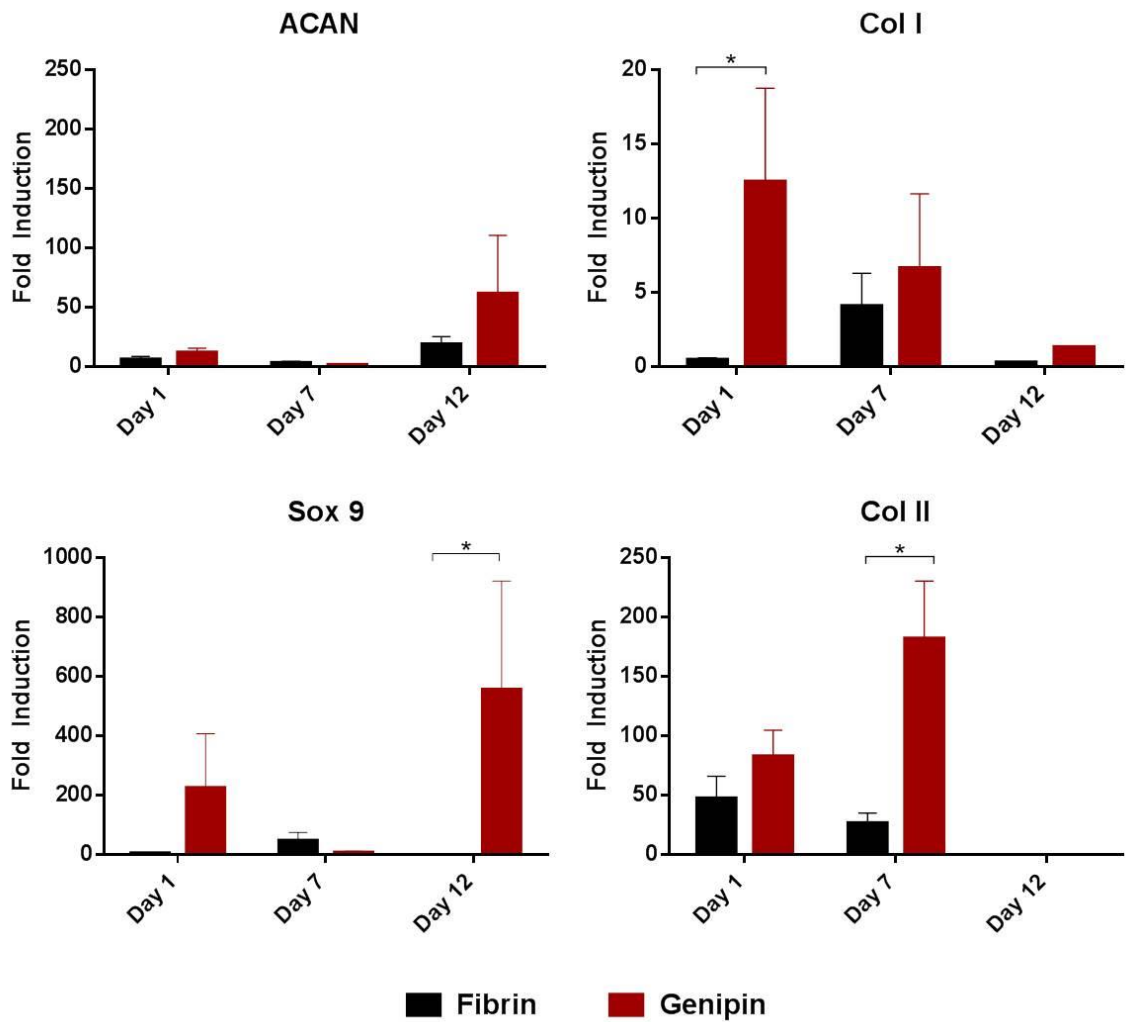 ACAN
Fold Induction
250
200
150
100
50
0
Day 1
Day 7
Day 12
Col I
Fold Induction
20
15
10
5
0
*
Day 1
Day 7
Day 12
Sox 9
Fold Induction
1000
800
600
400
200
0
*
Day 1
Day 7
Day 12
Col II
Fold Induction
250
200
150
100
50
0
*
Day 1
Day 7
Day 12
Fibrin
Genipin